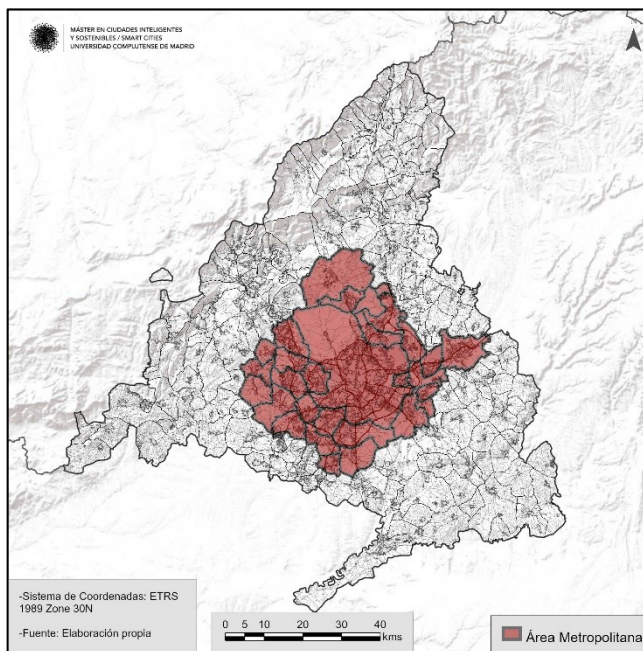 MÁSTER EN CIUDADES INTELIGENTES
Y SOSTENIBLES / SMART CITIES
UNIVERSIDAD COMPLUTENSE DE MADRID
-Sistema de Coordenadas: ETRS
1989 Zone 30N
-Fuente: Elaboración propia
0 5 10 20 30 40
kms
Área Metropolitana